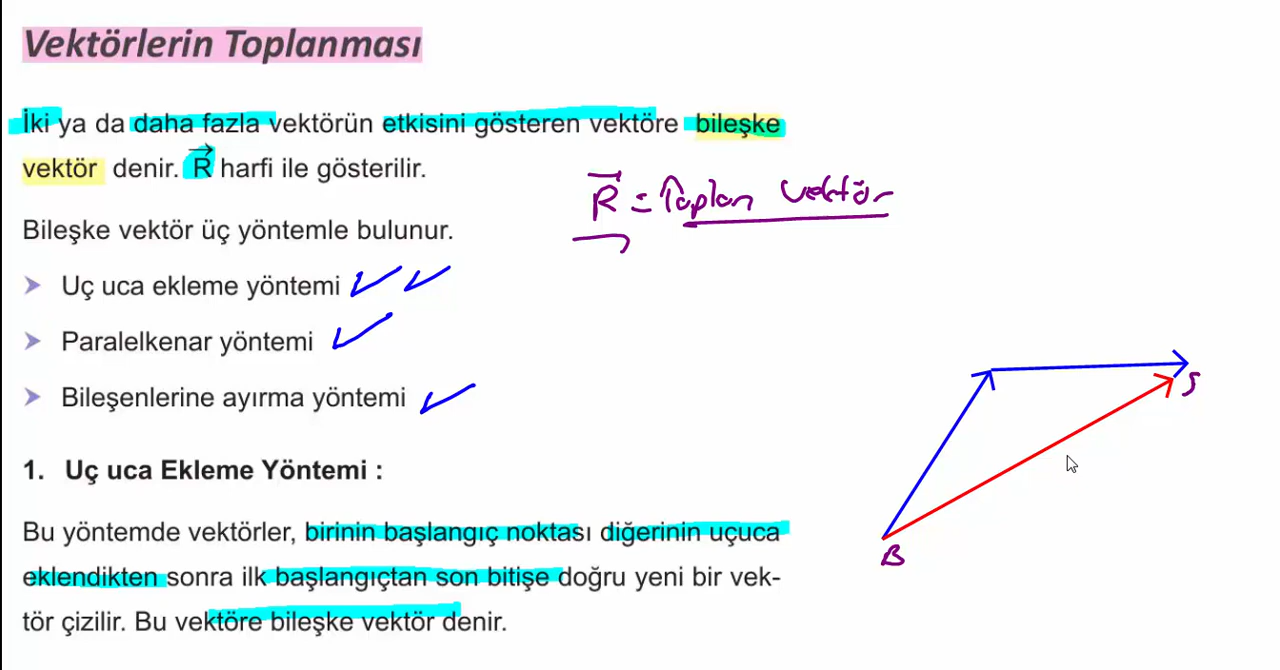 Vektörlerin Toplanması
İki ya da daha fazla vektörün etkisini gösteren vektöre bileşke
vektör denir. R harfi ile gösterilir.
R = Toplan vektör
Bileşke vektör üç yöntemle bulunur.
Uç uca ekleme yöntemi
Paralelkenar yöntemi
Bileşenlerine ayırma yöntemi
1. Uç uca Ekleme Yöntemi :
Bu yöntemde vektörler, birinin başlangıç noktası diğerinin uçuca
eklendikten sonra ilk başlangıçtan son bitişe doğru yeni bir vek-
tör çizilir. Bu vektöre bileşke vektör denir.
S
B